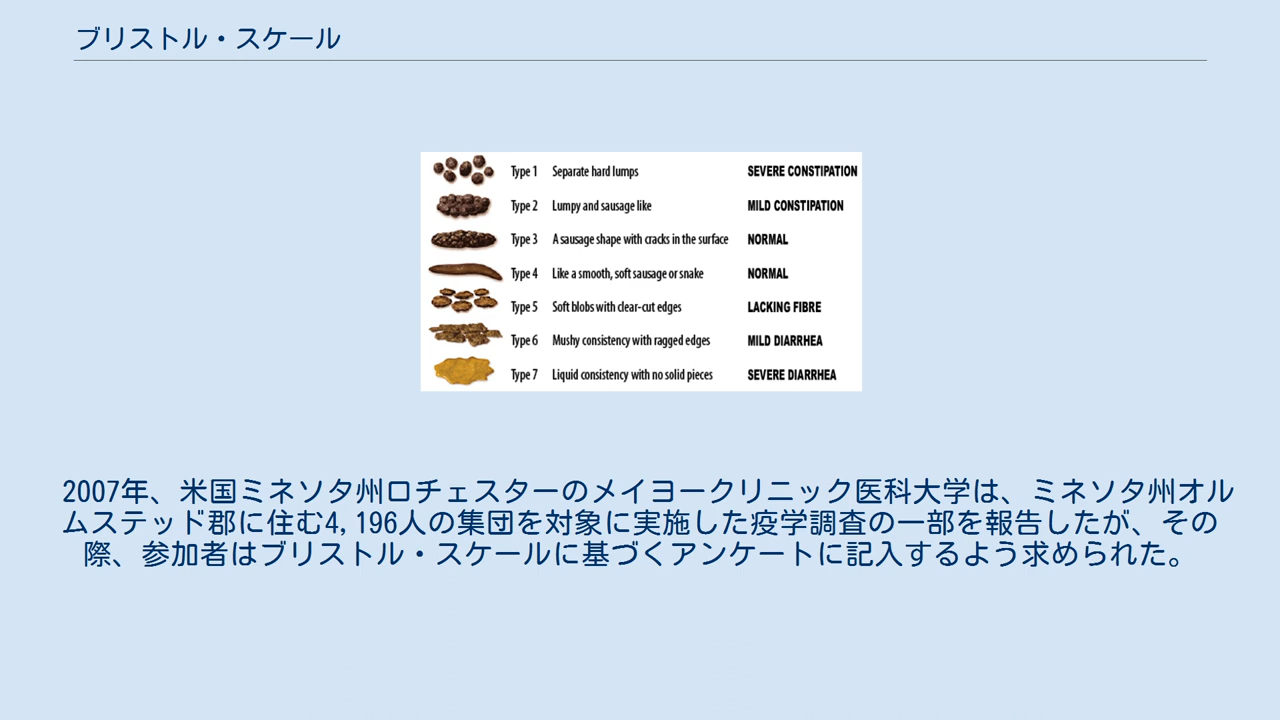 ブリストル・スケール
Type 1 Separate hard lumps SEVERE CONSTIPATION
Type 2 Lumpy and sausage like MILD CONSTIPATION
Type 3 A sausage shape with cracks in the surface NORMAL
Type 4 Like a smooth, soft sausage or snake NORMAL
Type 5 Soft blobs with clear-cut edges LACKING FIBRE
Type 6 Mushy consistency with ragged edges MILD DIARRHEA
Type 7 Liquid consistency with no solid pieces SEVERE DIARRHEA
2007年、米国ミネソタ州ロチェスターのメイヨークリニック医科大学は、ミネソタ州オル
ムステッド郡に住む4,196人の集団を対象に実施した疫学調査の一部を報告したが、その
際、参加者はブリストル・スケールに基づくアンケートに記入するよう求められた。